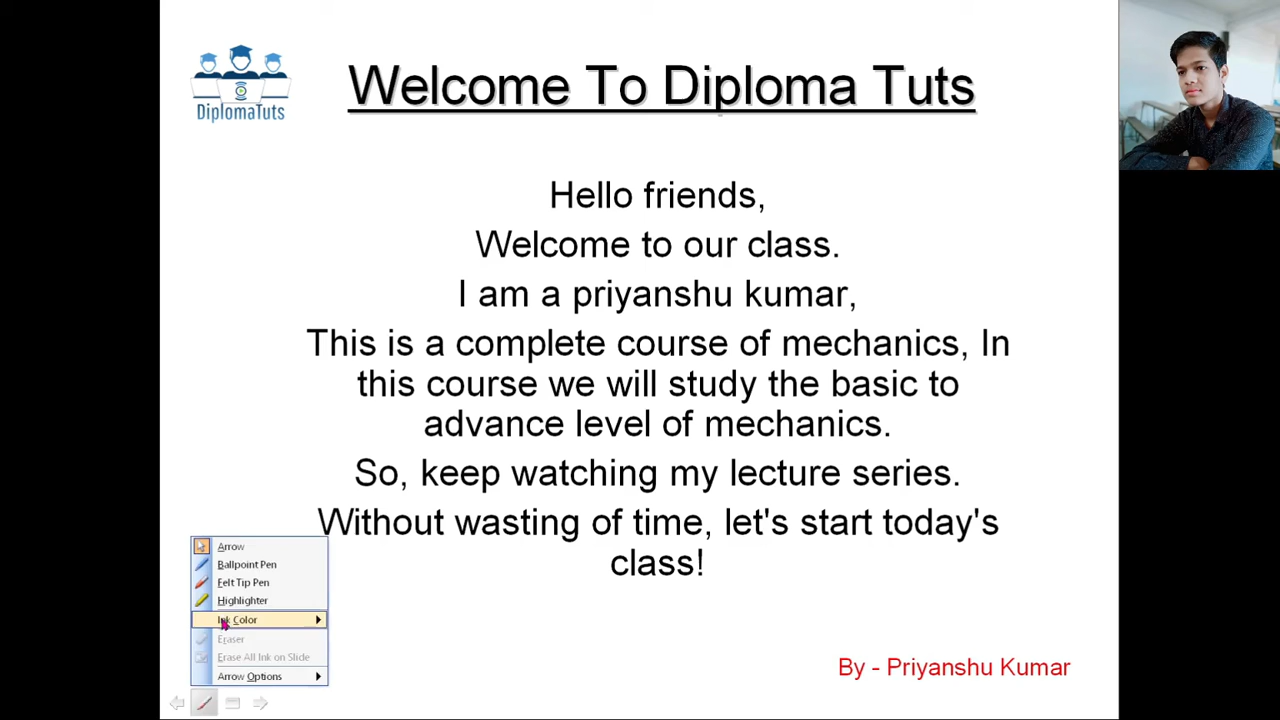 DiplomaTuts
Welcome To Diploma Tuts
Hello friends,
Welcome to our class.
I am a priyanshu kumar,
This is a complete course of mechanics, In
this course we will study the basic to
advance level of mechanics.
So, keep watching my lecture series.
Without wasting of time, let's start today's
class!
Arrow
Ballpoint Pen
Felt Tip Pen
Highlighter
Ink Color
Eraser
Erase All Ink on Slide
Arrow Options
By - Priyanshu Kumar